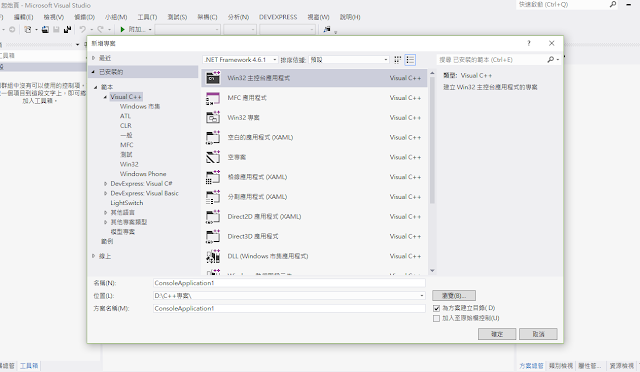 起始頁 - Microsoft Visual Studio
快速啟動 (Ctrl+Q)
編輯(E) 檢視(V) 偵錯(D) 小組(M) 工具(T) 測試(S) 架構(C) 分析(N) DEVEXPRESS 視窗(W) 說明(H)
附加...
工具箱
群組中沒有可以使用的控制項。
一個項目到這段文字上,即可將
加入工具箱。
新增專案
最近
.NET Framework 4.6.1 排序依據: 預設
搜尋 已安裝的 範本 (Ctrl+E)
已安裝的
範本
Visual C++
Windows 市集
ATL
CLR
一般
MFC
測試
Win32
Windows Phone
DevExpress: Visual C#
DevExpress: Visual Basic
LightSwitch
其他語言
其他專案類型
模型專案
範例
線上
Win32 主控台應用程式 Visual C++
MFC 應用程式 Visual C++
Win32 專案 Visual C++
空白的應用程式 (XAML) Visual C++
空專案 Visual C++
樞紐應用程式 (XAML) Visual C++
分割應用程式 (XAML) Visual C++
Direct2D 應用程式 (XAML) Visual C++
Direct3D 應用程式 Visual C++
DLL (Windows 市集應用程式) Visual C++
類型: Visual C++
建立 Win32 主控台應用程式的專案
名稱(N): ConsoleApplication1
位置(L): D:\C++專案\
瀏覽(B)...
方案名稱(M): ConsoleApplication1
為方案建立目錄(D)
加入至原始檔控制(U)
確定 取消
工具箱
方案總管 類別檢視 屬性管... 資源檢視